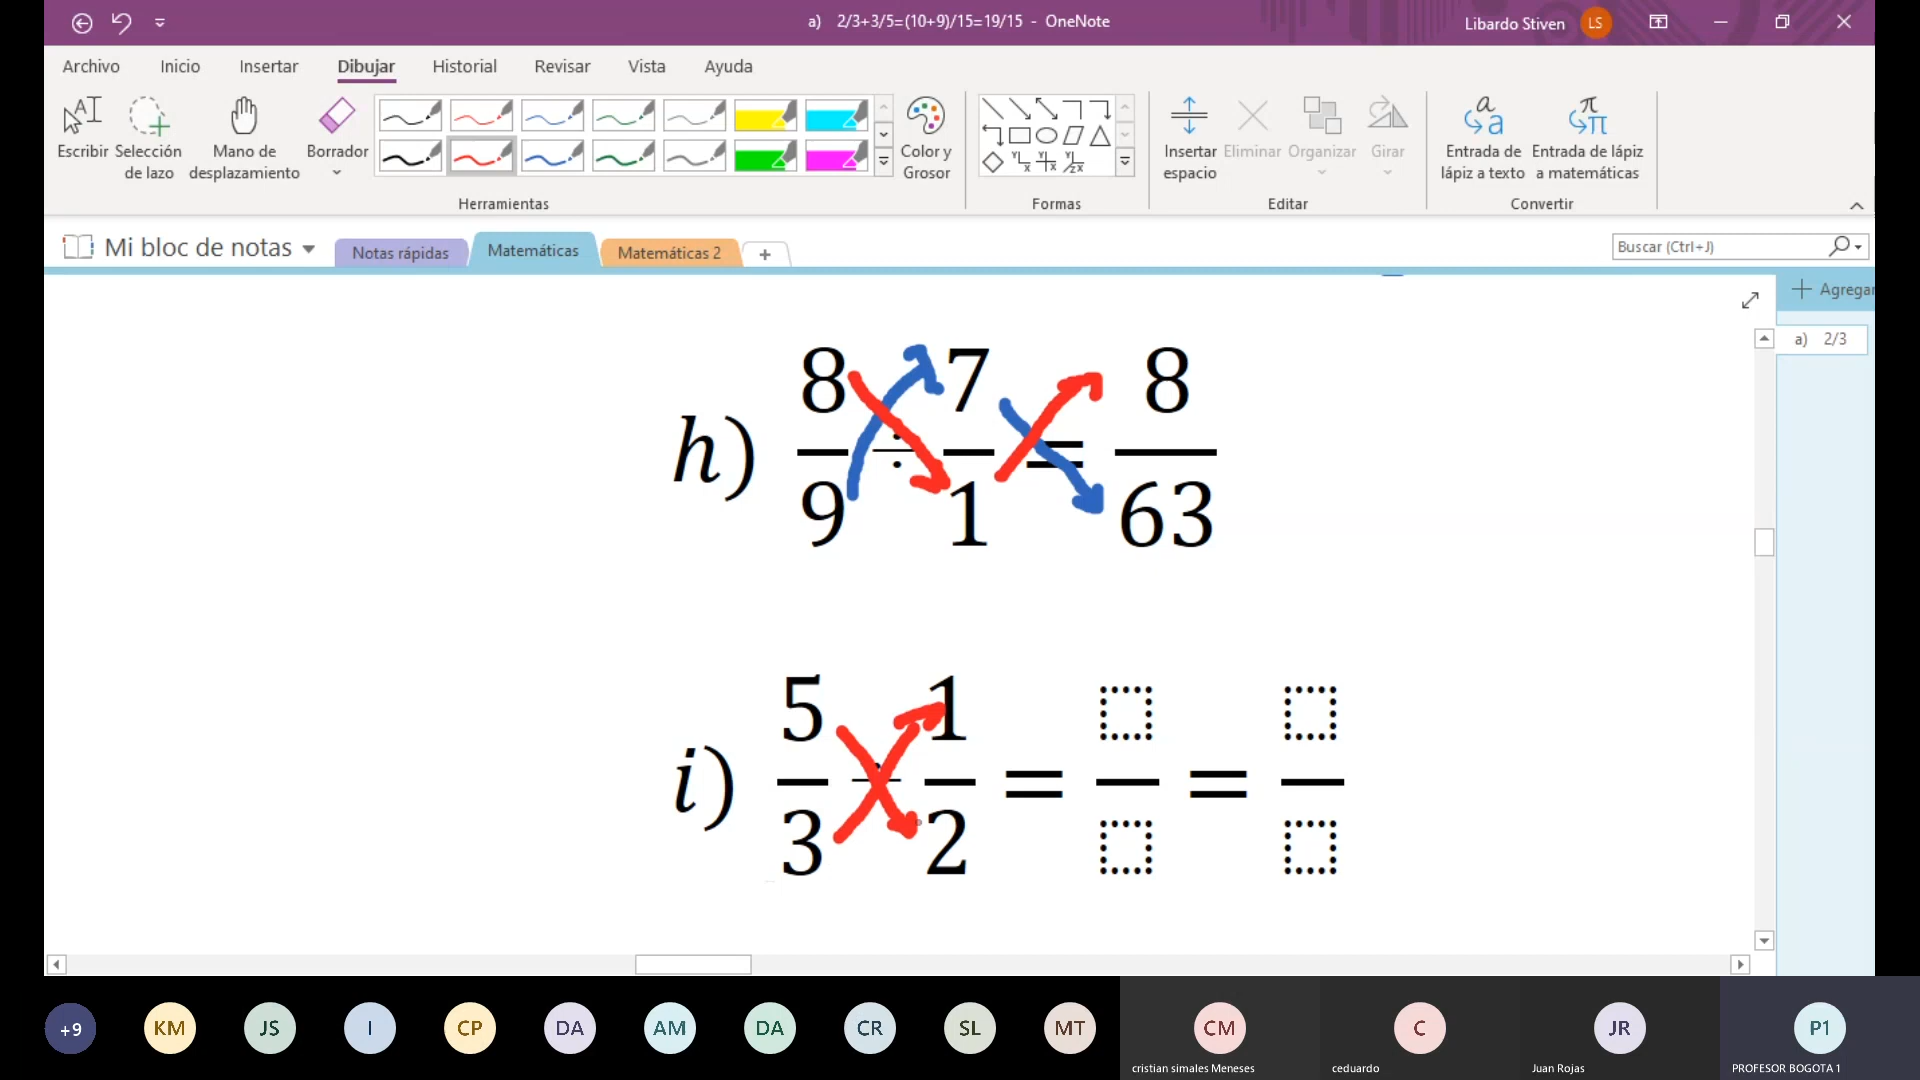 a) 2/3+3/5=(10+9)/15=19/15 - OneNote
Libardo Stiven LS
Archivo Inicio Insertar Dibujar Historial Revisar Vista Ayuda
Escribir
Selección de lazo
Mano de desplazamiento
Borrador
Color y Grosor
Insertar espacio
Eliminar
Organizar
Girar
Entrada de lápiz a texto
Entrada de lápiz a matemáticas
Herramientas Formas Editar Convertir
Mi bloc de notas
Notas rápidas Matemáticas Matemáticas 2 +
Buscar (Ctrl+J)
+ Agregar
a) 2/3
h) 8/9 ÷ 7/1 = 8/63
i) 5/3 ÷ 1/2 = ⬚/⬚ = ⬚/⬚
+9 KM JS I CP DA AM DA CR SL MT CM C JR P1
cristian simales Meneses ceduardo Juan Rojas PROFESOR BOGOTA 1